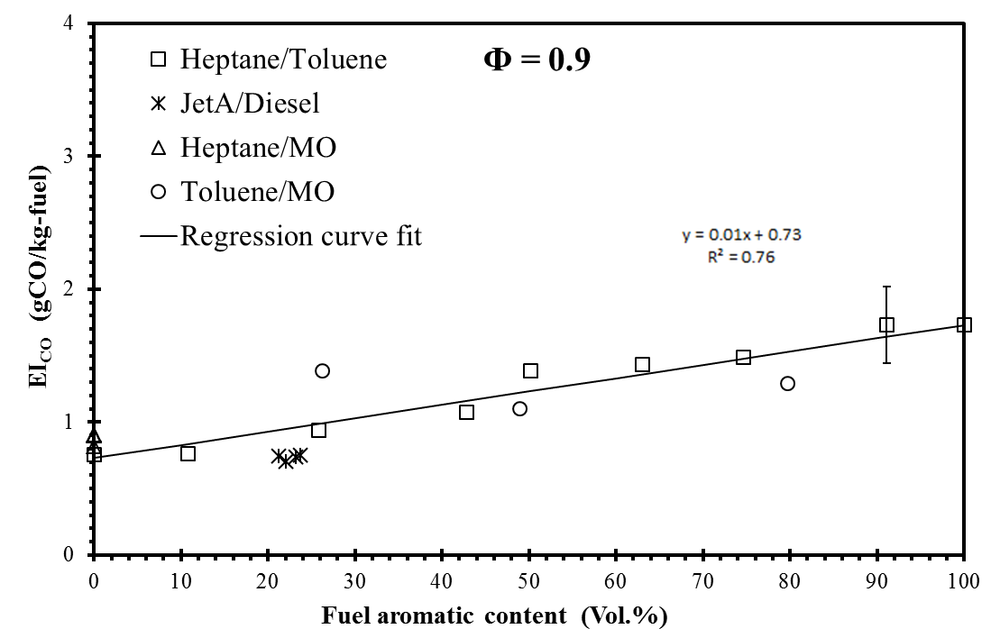 4
Heptane/Toluene
Φ = 0.9
JetA/Diesel
3
Heptane/MO
Toluene/MO
Regression curve fit
y = 0.01x + 0.73
R² = 0.76
2
1
0
EICO (gCO/kg-fuel)
0 10 20 30 40 50 60 70 80 90 100
Fuel aromatic content (Vol.%)